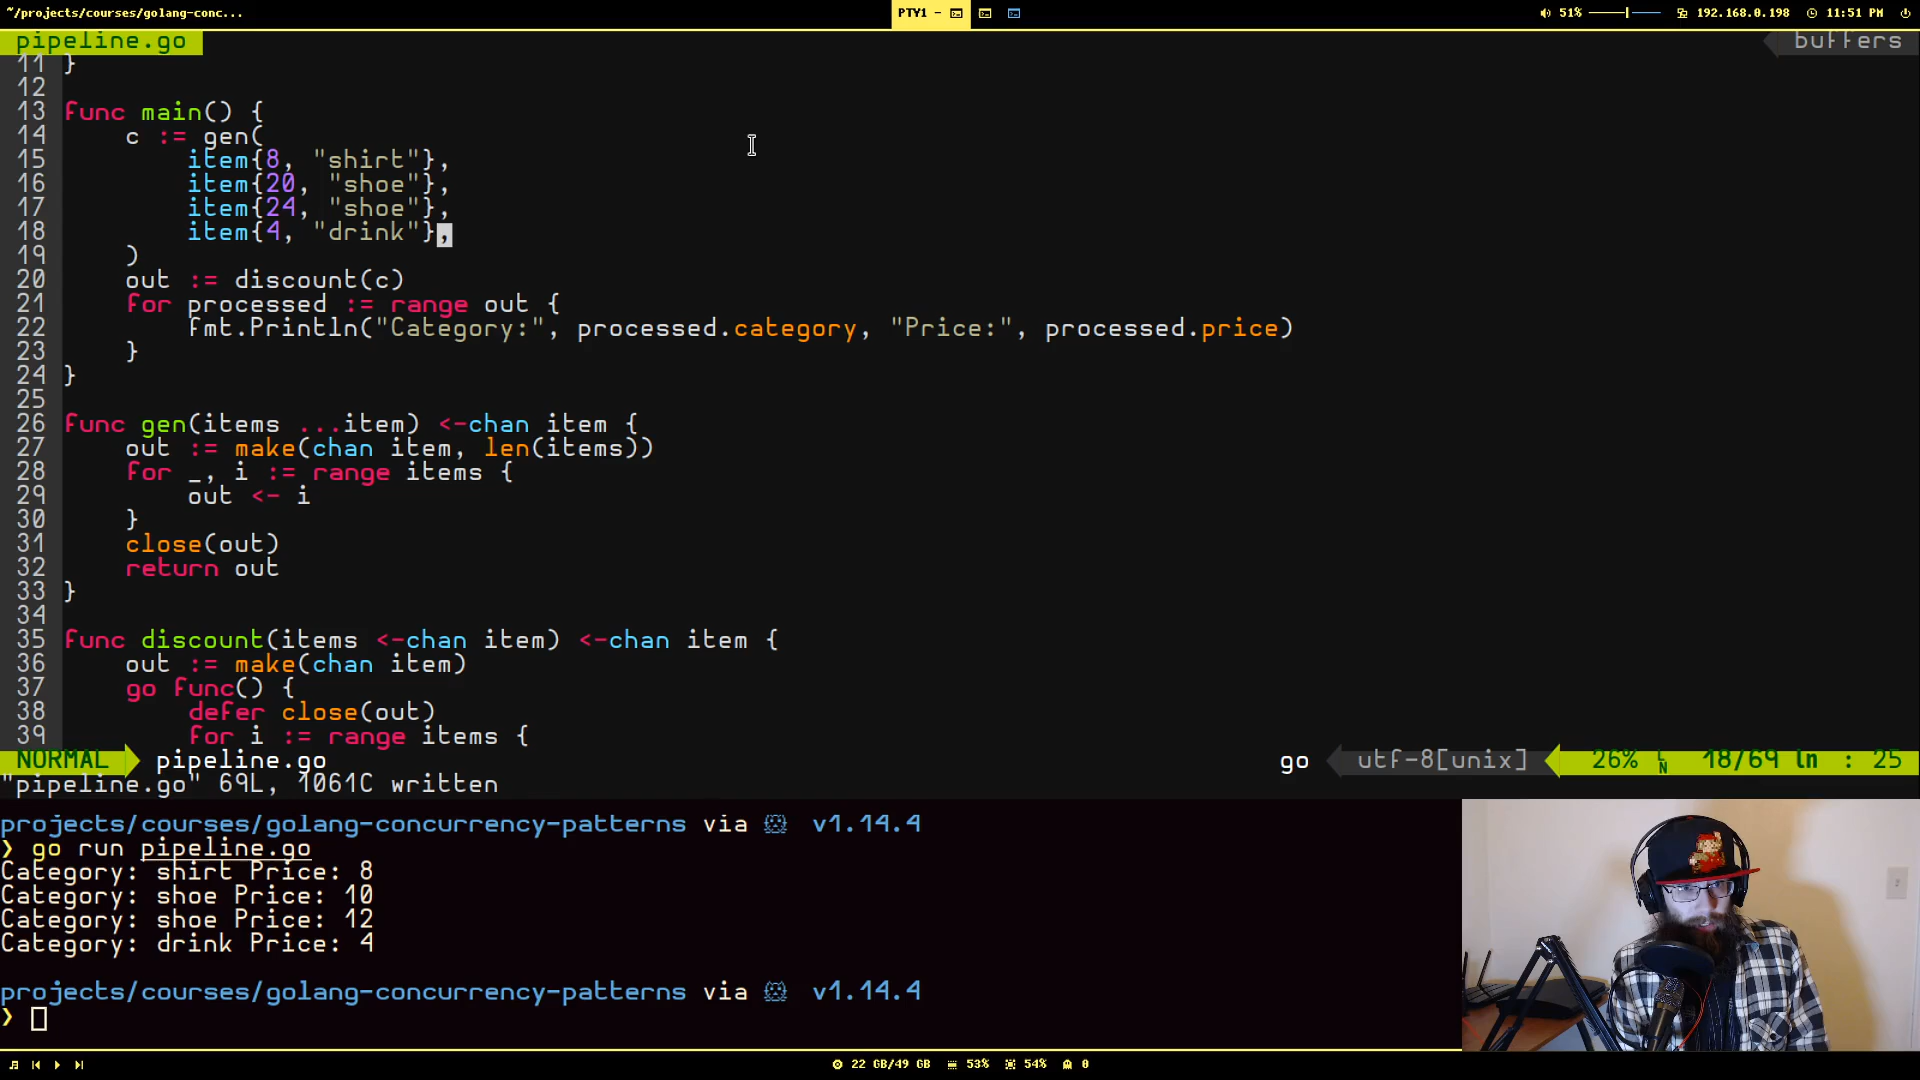 ~/projects/courses/golang-conc...
PTY1 -
51%
192.168.0.198
11:51 PM
pipeline.go
buffers
11 }
12
13 func main() {
14 c := gen(
15 item{8, "shirt"},
16 item{20, "shoe"},
17 item{24, "shoe"},
18 item{4, "drink"},
19 )
20 out := discount(c)
21 for processed := range out {
22 fmt.Println("Category:", processed.category, "Price:", processed.price)
23 }
24 }
25
26 func gen(items ...item) <-chan item {
27 out := make(chan item, len(items))
28 for _, i := range items {
29 out <- i
30 }
31 close(out)
32 return out
33 }
34
35 func discount(items <-chan item) <-chan item {
36 out := make(chan item)
37 go func() {
38 defer close(out)
39 for i := range items {
NORMAL pipeline.go go utf-8[unix] 26% LN 18/69 ln : 25
"pipeline.go" 69L, 1061C written
projects/courses/golang-concurrency-patterns via v1.14.4
❯ go run pipeline.go
Category: shirt Price: 8
Category: shoe Price: 10
Category: shoe Price: 12
Category: drink Price: 4
projects/courses/golang-concurrency-patterns via v1.14.4
❯
22 GB/49 GB 53% 54% 0